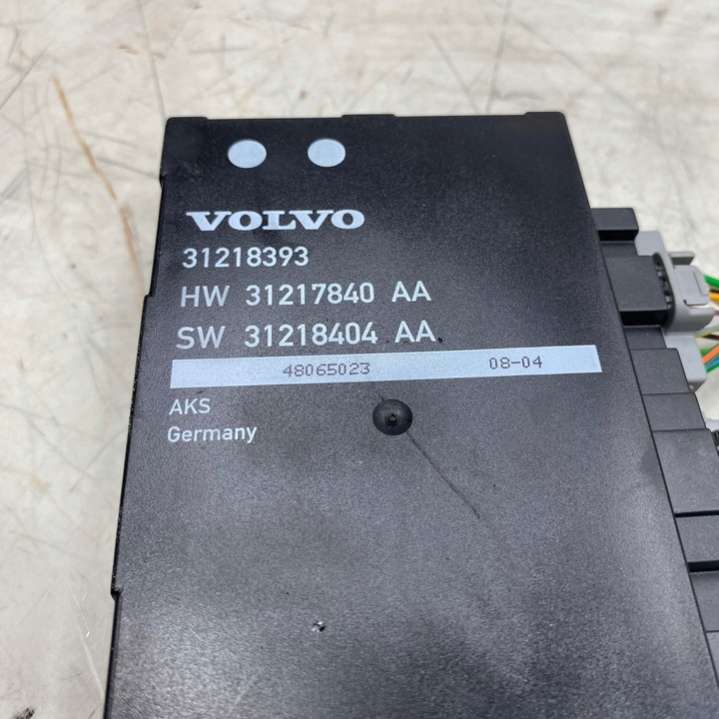 VOLVO
31218393
HW 31217840 AA
SW 31218404 AA
48065023 08-04
AKS
Germany